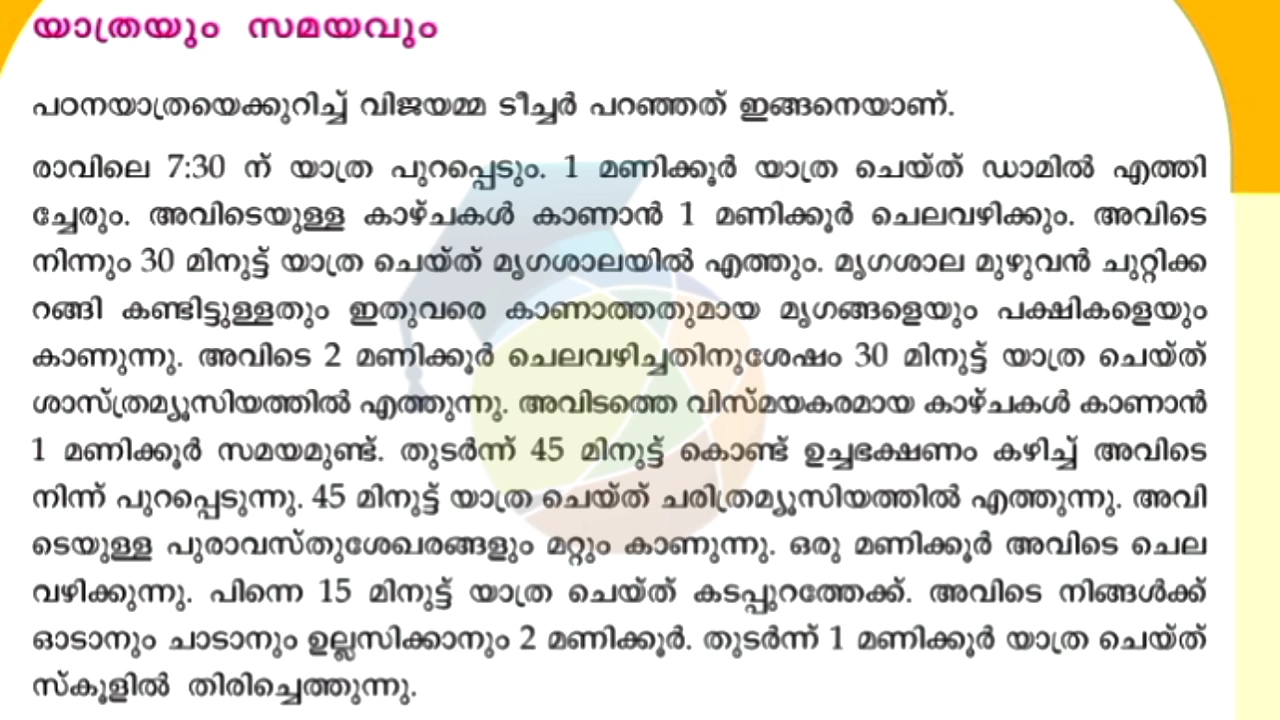 യാത്രയും സമയവും
പഠനയാത്രയെക്കുറിച്ച് വിജയമ്മ ടീച്ചർ പറഞ്ഞത് ഇങ്ങനെയാണ്.
രാവിലെ 7:30 ന് യാത്ര പുറപ്പെടും. 1 മണിക്കൂർ യാത്ര ചെയ്ത് ഡാമിൽ എത്തി
ച്ചേരും. അവിടെയുള്ള കാഴ്ചകൾ കാണാൻ 1 മണിക്കൂർ ചെലവഴിക്കും. അവിടെ
നിന്നും 30 മിനുട്ട് യാത്ര ചെയ്ത് മൃഗശാലയിൽ എത്തും. മൃഗശാല മുഴുവൻ ചുറ്റിക്ക
റങ്ങി കണ്ടിട്ടുള്ളതും ഇതുവരെ കാണാത്തതുമായ മൃഗങ്ങളെയും പക്ഷികളെയും
കാണുന്നു. അവിടെ 2 മണിക്കൂർ ചെലവഴിച്ചതിനുശേഷം 30 മിനുട്ട് യാത്ര ചെയ്ത്
ശാസ്ത്രമ്യൂസിയത്തിൽ എത്തുന്നു. അവിടത്തെ വിസ്മയകരമായ കാഴ്ചകൾ കാണാൻ
1 മണിക്കൂർ സമയമുണ്ട്. തുടർന്ന് 45 മിനുട്ട് കൊണ്ട് ഉച്ചഭക്ഷണം കഴിച്ച് അവിടെ
നിന്ന് പുറപ്പെടുന്നു. 45 മിനുട്ട് യാത്ര ചെയ്ത് ചരിത്രമ്യൂസിയത്തിൽ എത്തുന്നു. അവി
ടെയുള്ള പുരാവസ്തുശേഖരങ്ങളും മറ്റും കാണുന്നു. ഒരു മണിക്കൂർ അവിടെ ചെല
വഴിക്കുന്നു. പിന്നെ 15 മിനുട്ട് യാത്ര ചെയ്ത് കടപ്പുറത്തേക്ക്. അവിടെ നിങ്ങൾക്ക്
ഓടാനും ചാടാനും ഉല്ലസിക്കാനും 2 മണിക്കൂർ. തുടർന്ന് 1 മണിക്കൂർ യാത്ര ചെയ്ത്
സ്കൂളിൽ തിരിച്ചെത്തുന്നു.